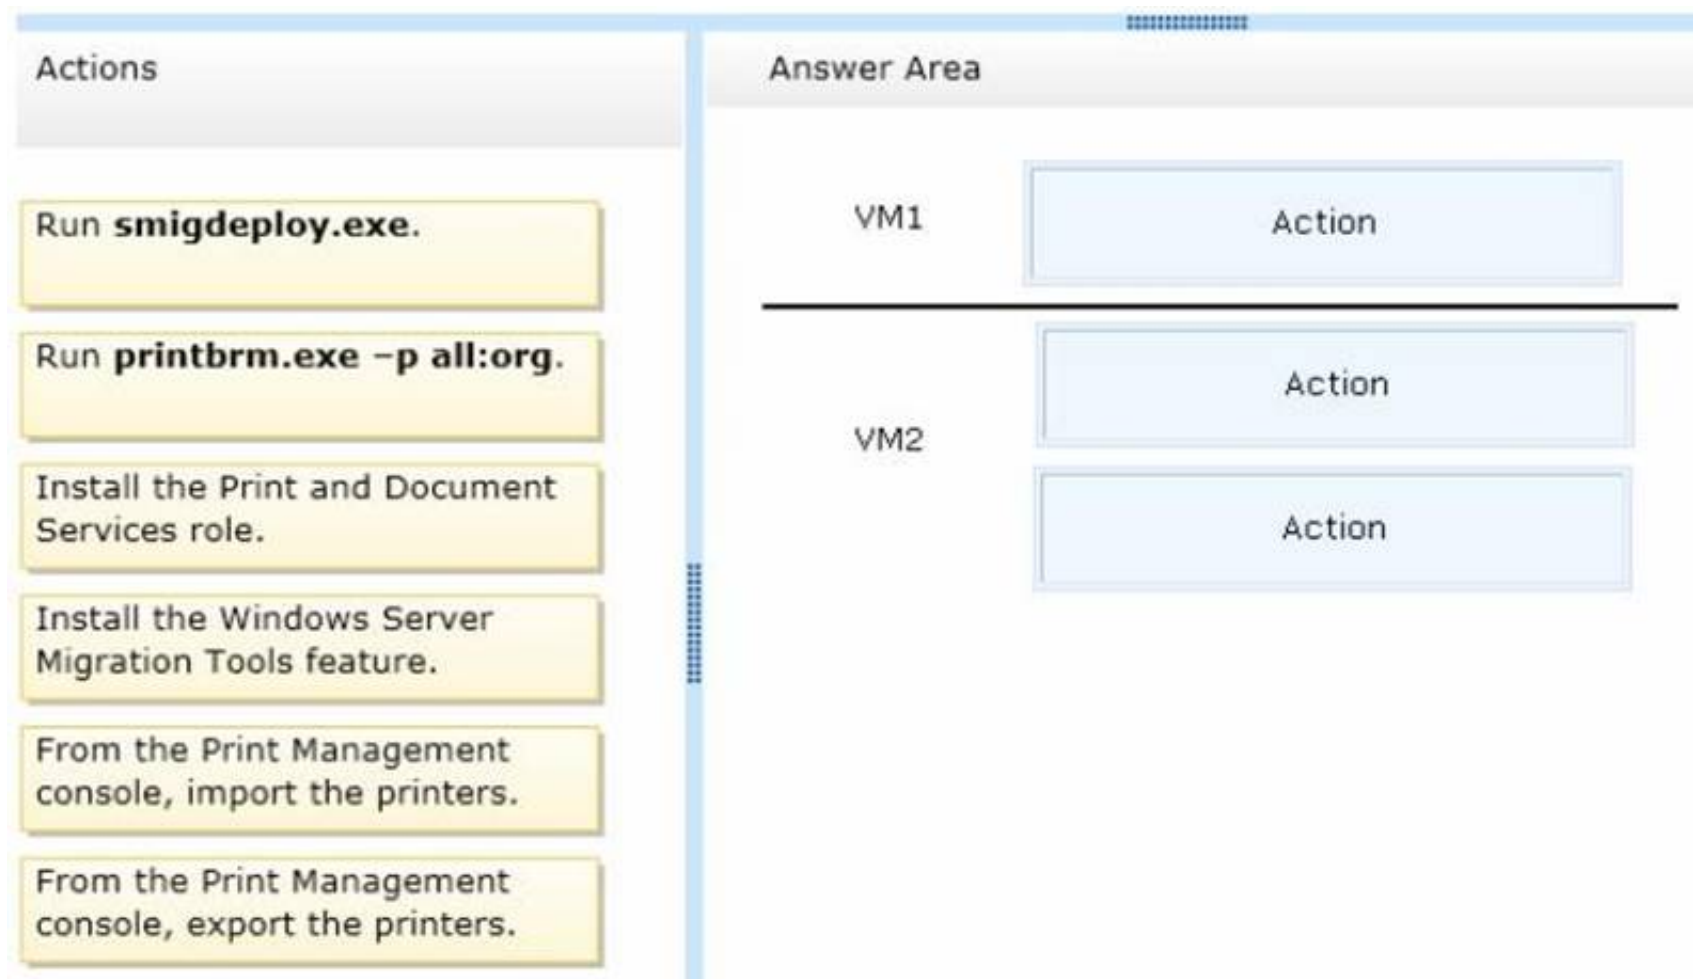 Actions
Run smigdeploy.exe.
Run printbrm.exe –p all:org.
Install the Print and Document
Services role.
Install the Windows Server
Migration Tools feature.
From the Print Management
console, import the printers.
From the Print Management
console, export the printers.
Answer Area
VM1
Action
VM2
Action
Action